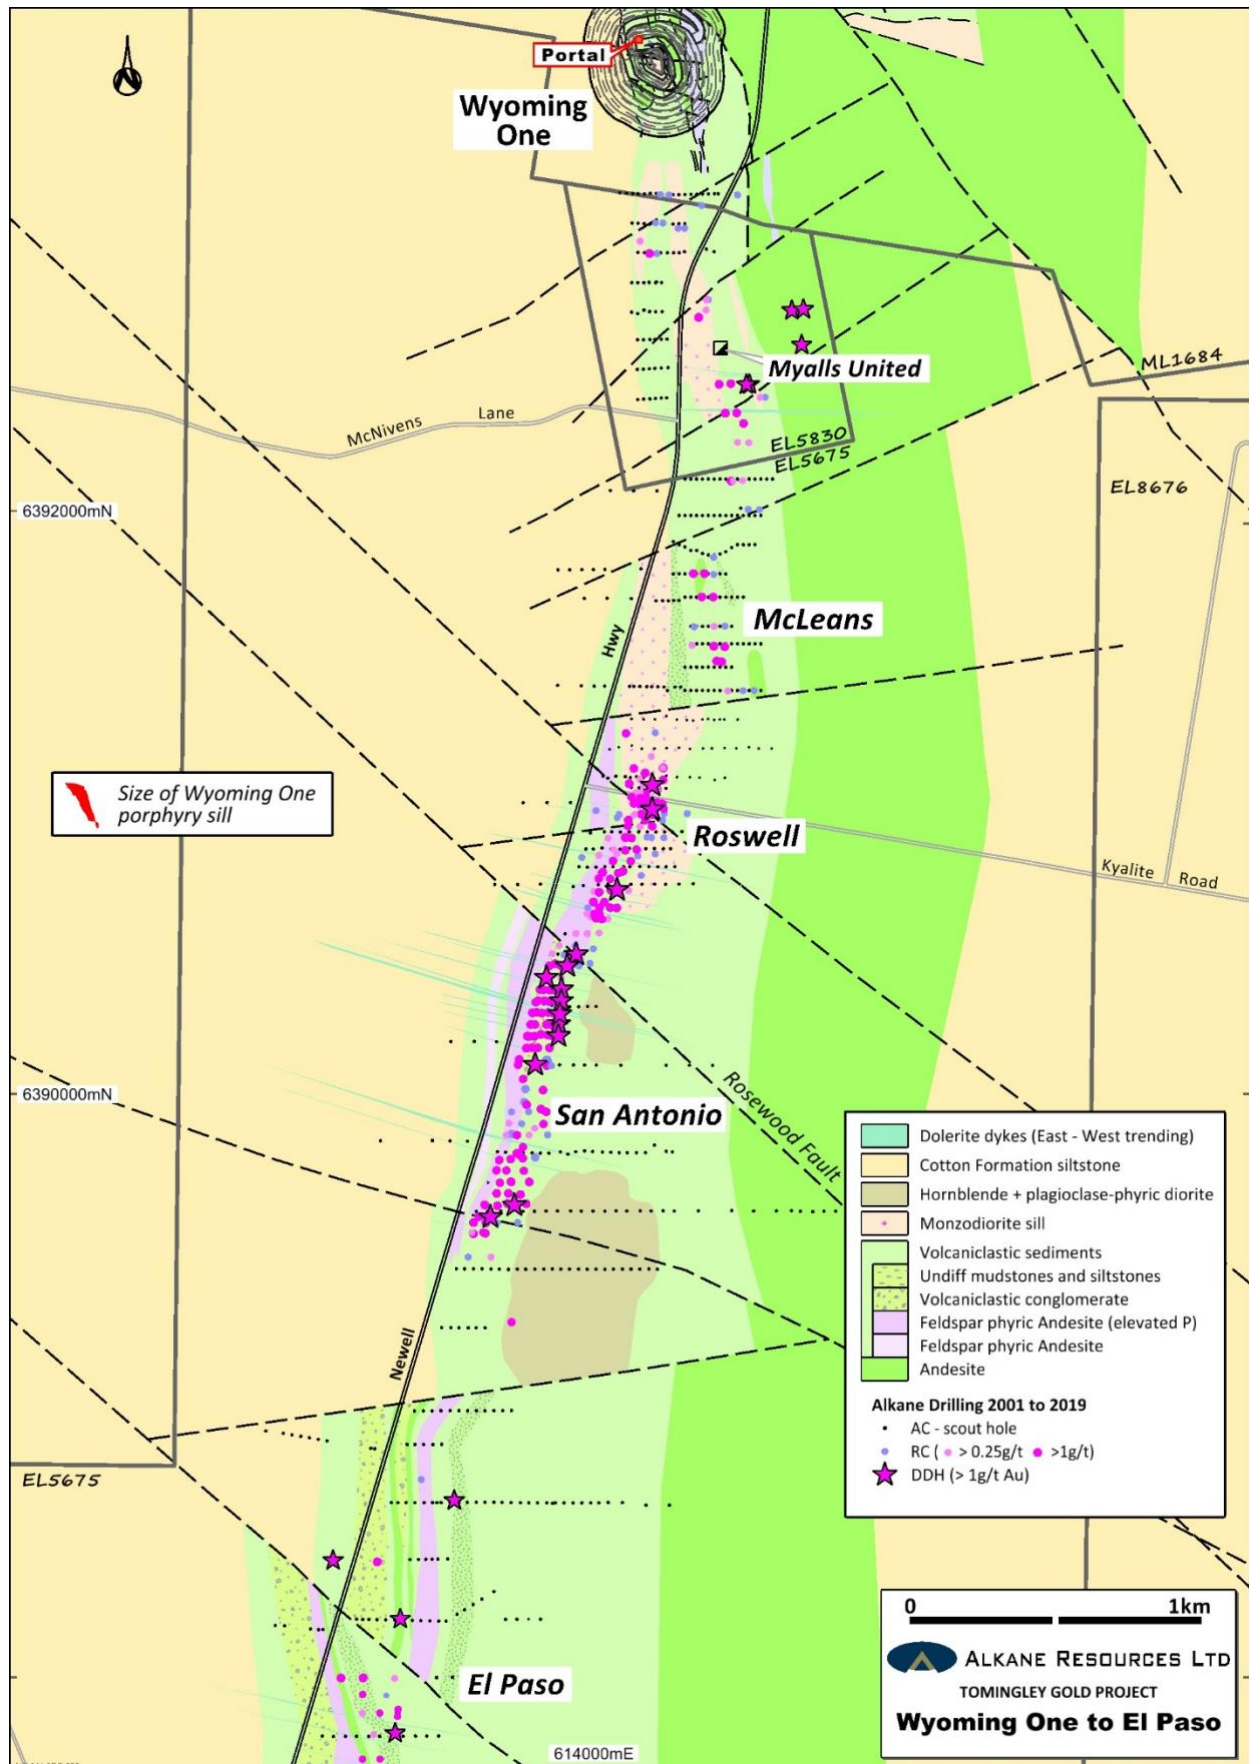 Portal
Wyoming
One
Myalls United
ML1684
McNivens Lane
EL5830
EL5675
EL8676
6392000mN
McLeans
Hwy
Size of Wyoming One
porphyry sill
Roswell
Kyalite Road
Rosewood Fault
6390000mN
San Antonio
Dolerite dykes (East - West trending)
Cotton Formation siltstone
Hornblende + plagioclase-phyric diorite
Monzodiorite sill
Volcaniclastic sediments
Undiff mudstones and siltstones
Volcaniclastic conglomerate
Feldspar phyric Andesite (elevated P)
Feldspar phyric Andesite
Andesite
Alkane Drilling 2001 to 2019
AC - scout hole
RC ( > 0.25g/t >1g/t)
DDH (> 1g/t Au)
Newell
EL5675
El Paso
0 1km
ALKANE RESOURCES LTD
TOMINGLEY GOLD PROJECT
Wyoming One to El Paso
614000mE